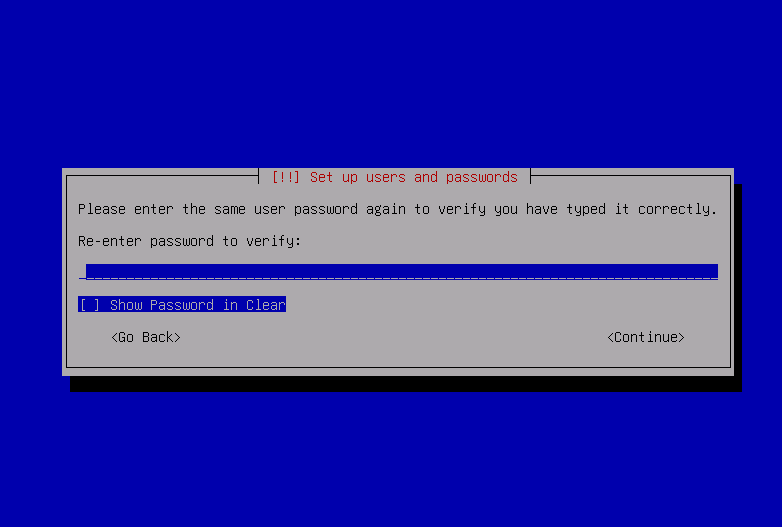 [!!] Set up users and passwords
Please enter the same user password again to verify you have typed it correctly.
Re-enter password to verify:
[ ] Show Password in Clear
<Go Back> <Continue>